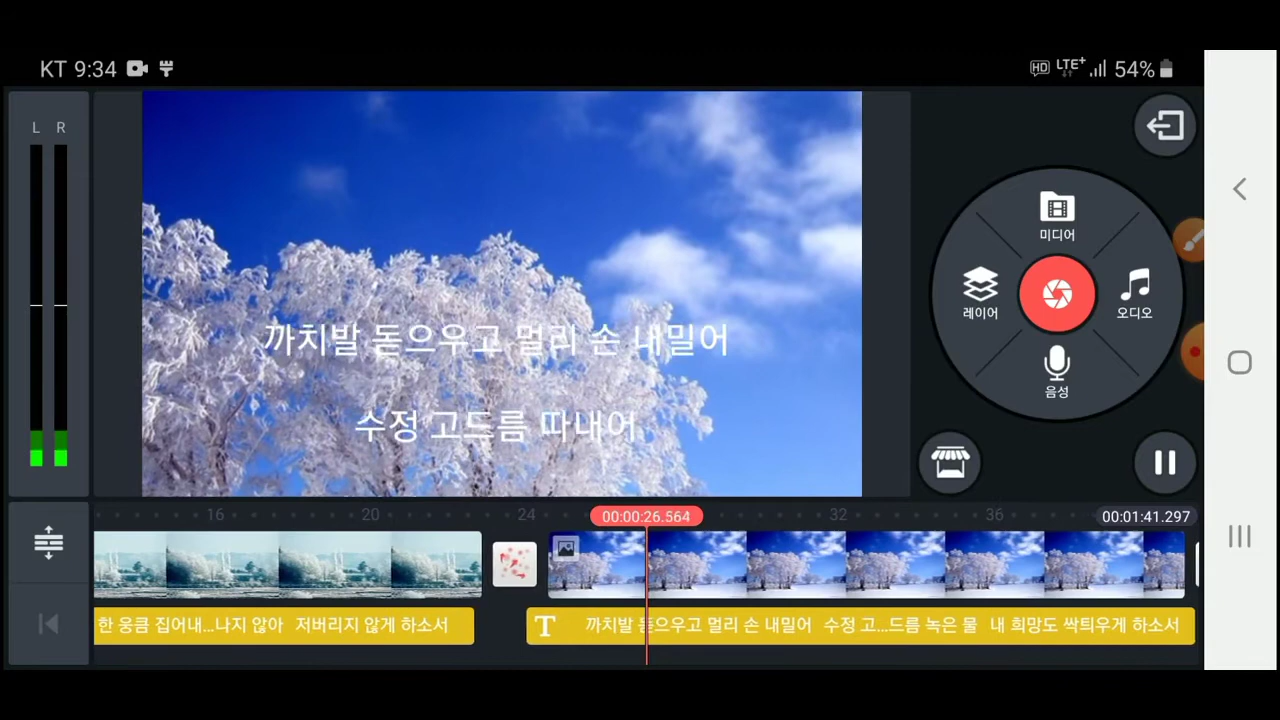 KT 9:34
HD LTE+ 54%
L R
미디어
레이어
오디오
음성
까치발 돋으우고 멀리 손 내밀어
수정 고드름 따내어
16 20 24 00:00:26.564 32 36 00:01:41.297
한 웅큼 집어내...나지 않아 저버리지 않게 하소서
T 까치발 돋으우고 멀리 손 내밀어 수정 고...드름 녹은 물 내 희망도 싹틔우게 하소서